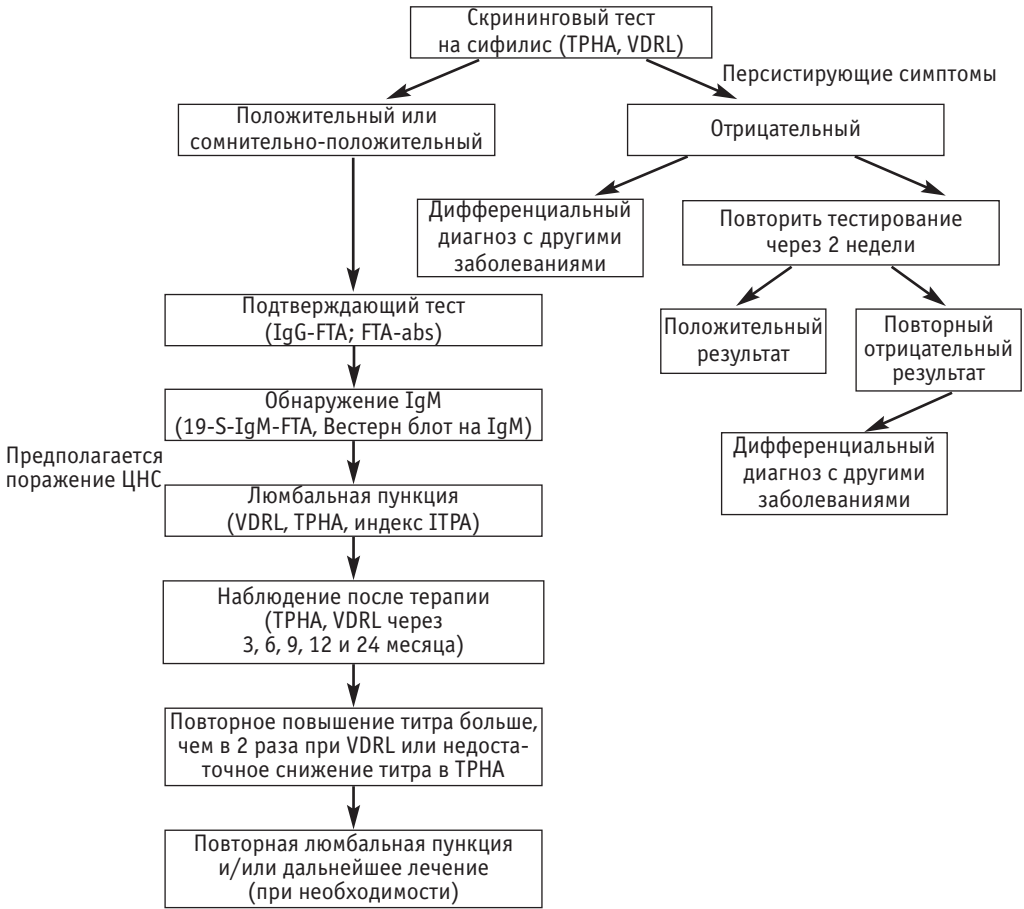 Скрининговый тест
на сифилис (TPHA, VDRL)
Персистирующие симптомы
Положительный или
сомнительно-положительный
Отрицательный
Дифференциальный
диагноз с другими
заболеваниями
Повторить тестирование
через 2 недели
Подтверждающий тест
(IgG-FTA; FTA-abs)
Положительный
результат
Повторный
отрицательный
результат
Обнаружение IgM
(19-S-IgM-FTA, Вестерн блот на IgM)
Дифференциальный
диагноз с другими
заболеваниями
Предполагается
поражение ЦНС
Люмбальная пункция
(VDRL, TPHA, индекс ITPA)
Наблюдение после терапии
(TPHA, VDRL через
3, 6, 9, 12 и 24 месяца)
Повторное повышение титра больше,
чем в 2 раза при VDRL или недоста-
точное снижение титра в TPHA
Повторная люмбальная пункция
и/или дальнейшее лечение
(при необходимости)